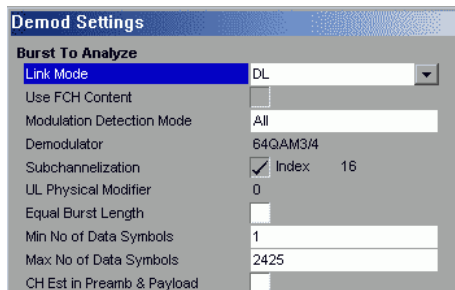 Demod Settings
Burst To Analyze
Link Mode DL
Use FCH Content
Modulation Detection Mode All
Demodulator 64QAM3/4
Subchannelization Index 16
UL Physical Modifier 0
Equal Burst Length
Min No of Data Symbols 1
Max No of Data Symbols 2425
CH Est in Preamb & Payload